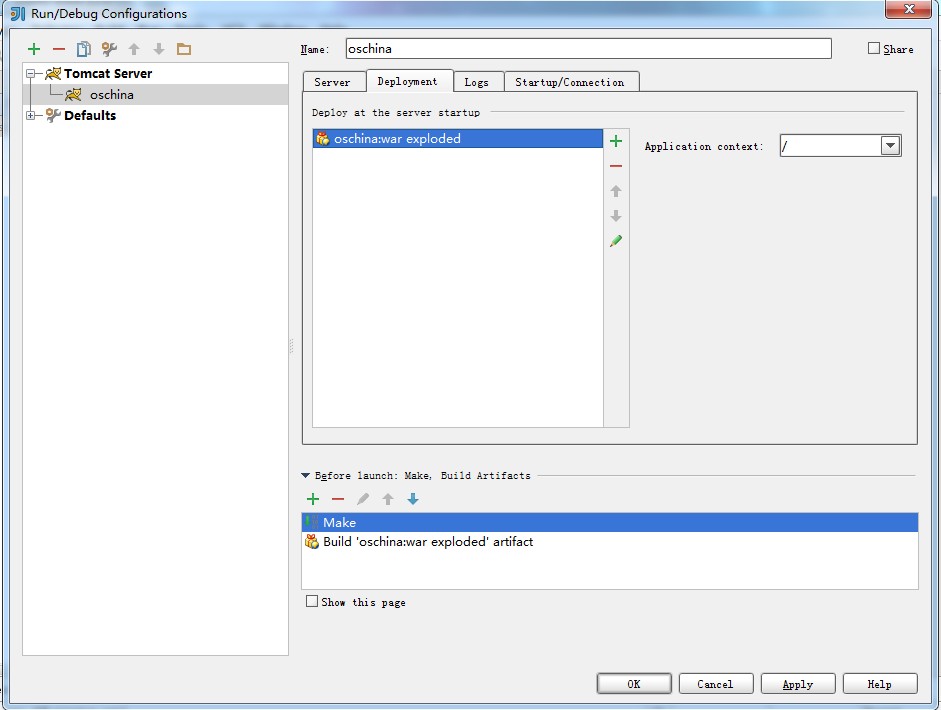 Run/Debug Configurations
Name: oschina
Share
Tomcat Server
oschina
Defaults
Server
Deployment
Logs
Startup/Connection
Deploy at the server startup
oschina:war exploded
Application context: /
Before launch: Make, Build Artifacts
Make
Build 'oschina:war exploded' artifact
Show this page
OK
Cancel
Apply
Help